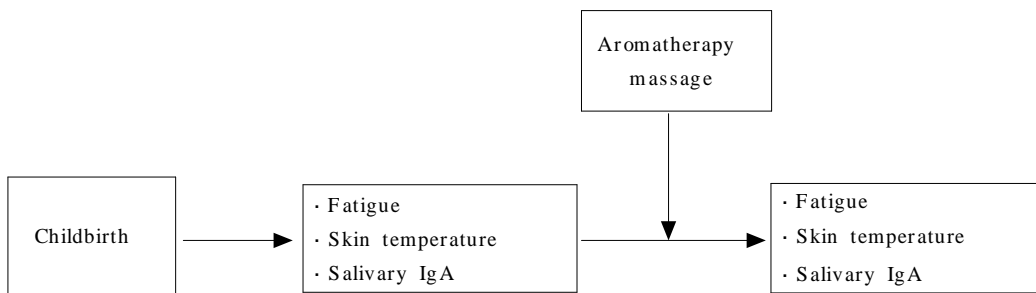 Aromatherapy
massage
Childbirth
· Fatigue
· Skin temperature
· Salivary IgA
· Fatigue
· Skin temperature
· Salivary IgA